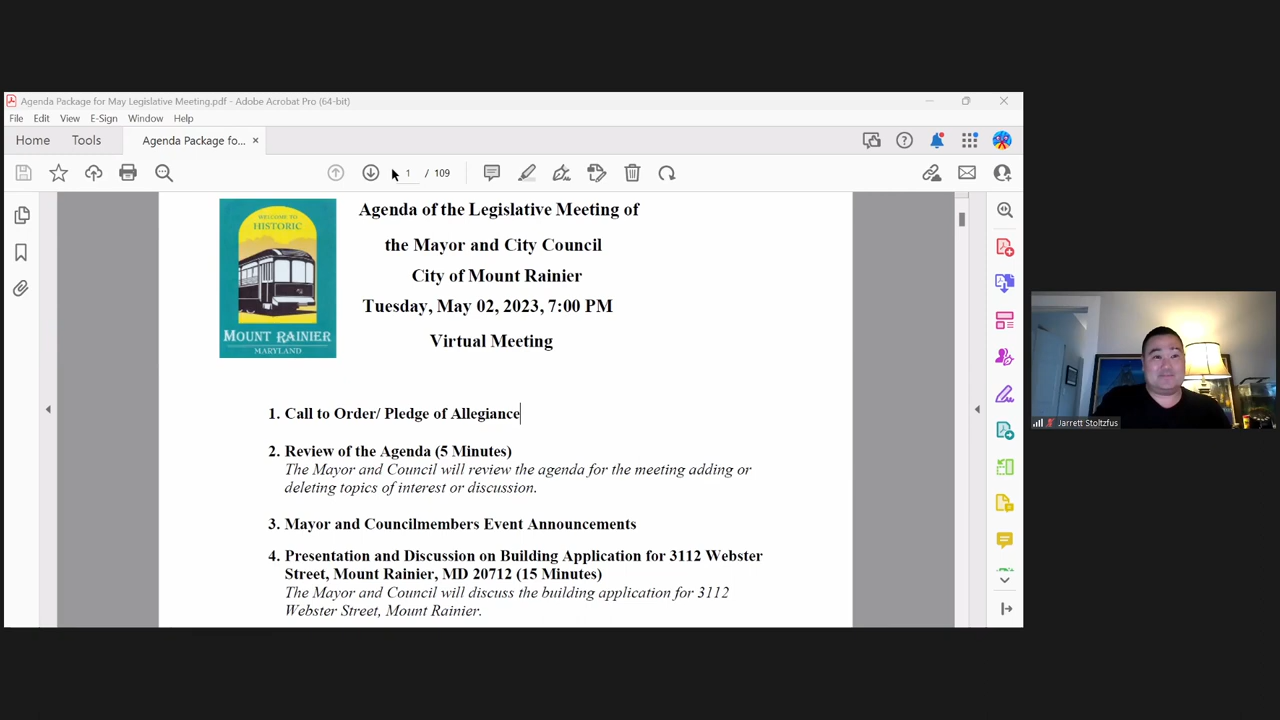 Agenda Package for May Legislative Meeting.pdf - Adobe Acrobat Pro (64-bit)
File Edit View E-Sign Window Help
Home Tools Agenda Package fo... ×
1 / 109
WELCOME TO
HISTORIC
MOUNT RAINIER
MARYLAND
Agenda of the Legislative Meeting of
the Mayor and City Council
City of Mount Rainier
Tuesday, May 02, 2023, 7:00 PM
Virtual Meeting
1. Call to Order/ Pledge of Allegiance
2. Review of the Agenda (5 Minutes)
The Mayor and Council will review the agenda for the meeting adding or
deleting topics of interest or discussion.
3. Mayor and Councilmembers Event Announcements
4. Presentation and Discussion on Building Application for 3112 Webster
Street, Mount Rainier, MD 20712 (15 Minutes)
The Mayor and Council will discuss the building application for 3112
Webster Street, Mount Rainier.
Jarrett Stoltzfus